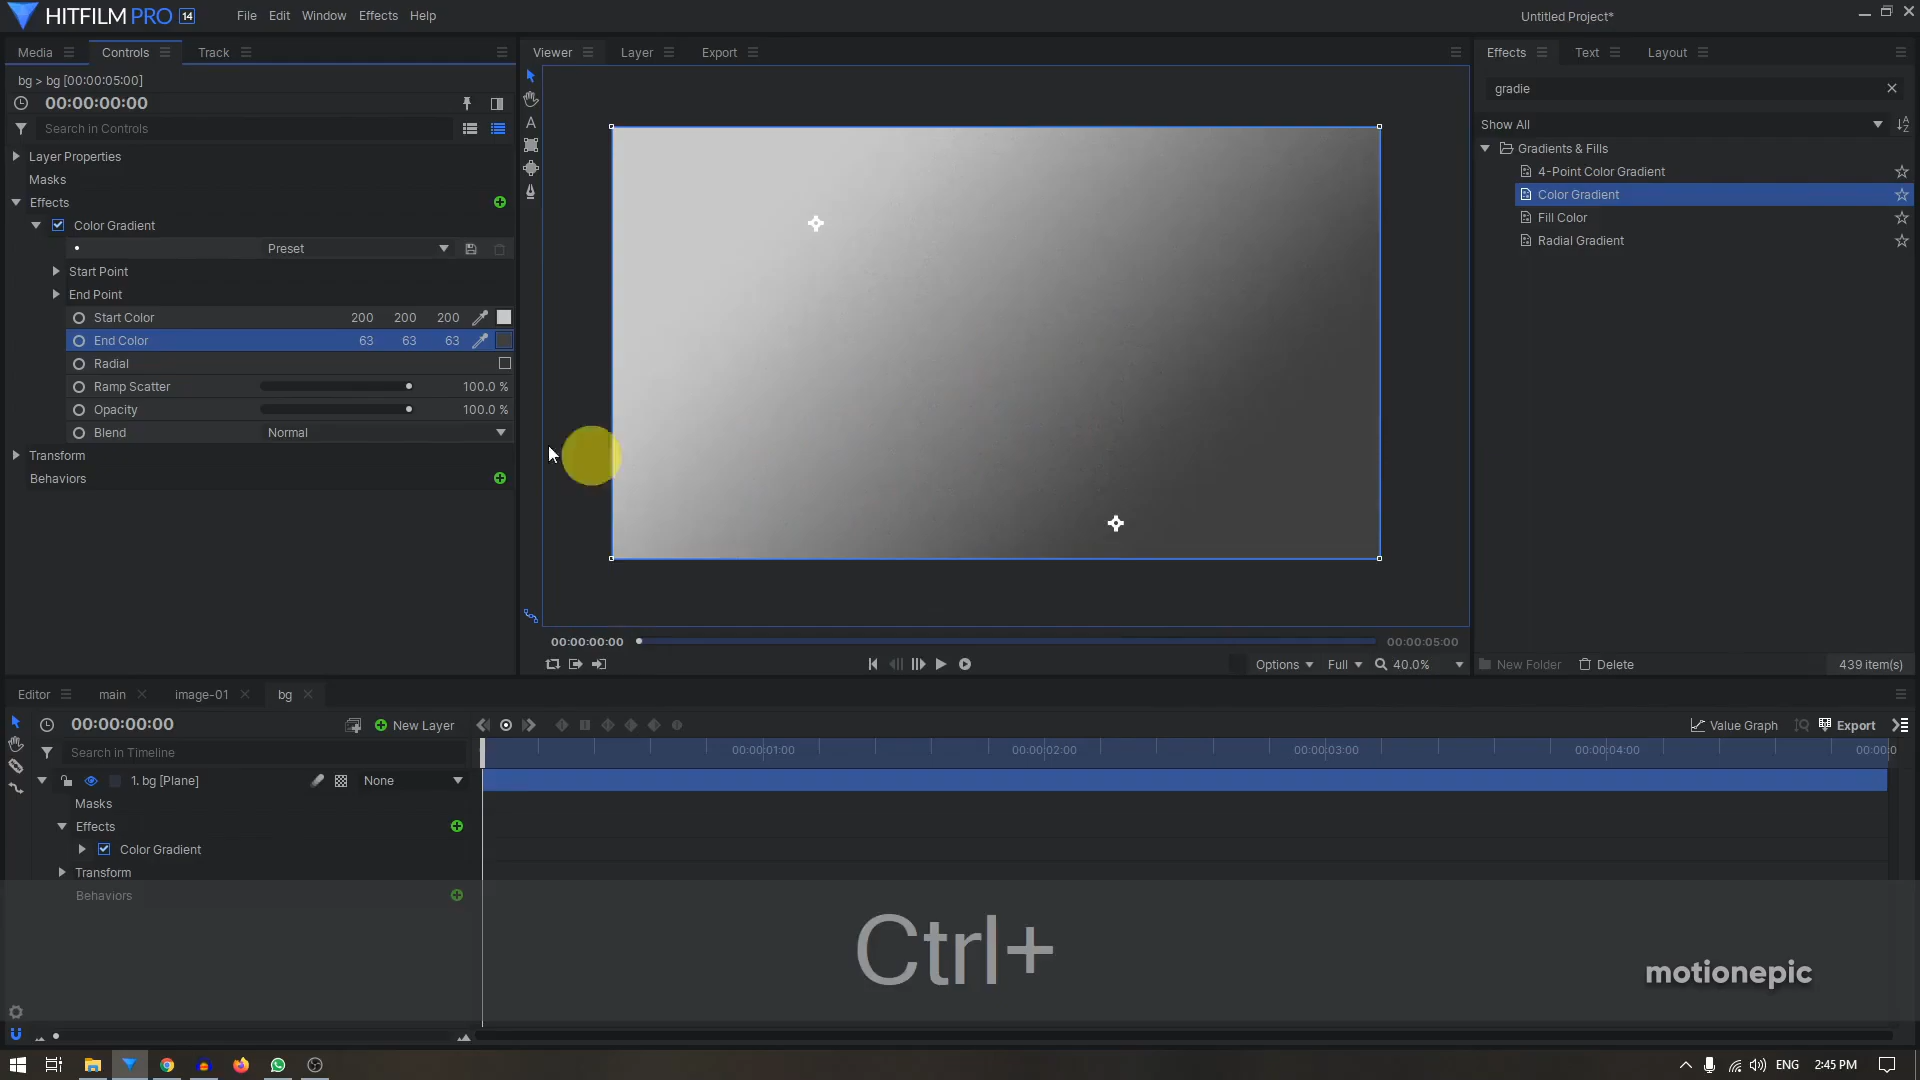 HITFILM PRO 14
File Edit Window Effects Help
Untitled Project*
Media Controls Track
bg > bg [00:00:05:00]
00:00:00:00
Search in Controls
Layer Properties
Masks
Effects
Color Gradient
Preset
Start Point
End Point
Start Color 200 200 200
End Color 63 63 63
Radial
Ramp Scatter 100.0 %
Opacity 100.0 %
Blend Normal
Transform
Behaviors
Viewer Layer Export
00:00:00:00 00:00:05:00
Options Full 40.0%
Effects Text Layout
gradie
Show All
Gradients & Fills
4-Point Color Gradient
Color Gradient
Fill Color
Radial Gradient
New Folder Delete 439 item(s)
Editor main image-01 bg
00:00:00:00 New Layer Value Graph Export
Search in Timeline
00:00:01:00 00:00:02:00 00:00:03:00 00:00:04:00 00:00:0
1. bg [Plane] None
Masks
Effects
Color Gradient
Transform
Behaviors
Ctrl+
motionepic
ENG 2:45 PM